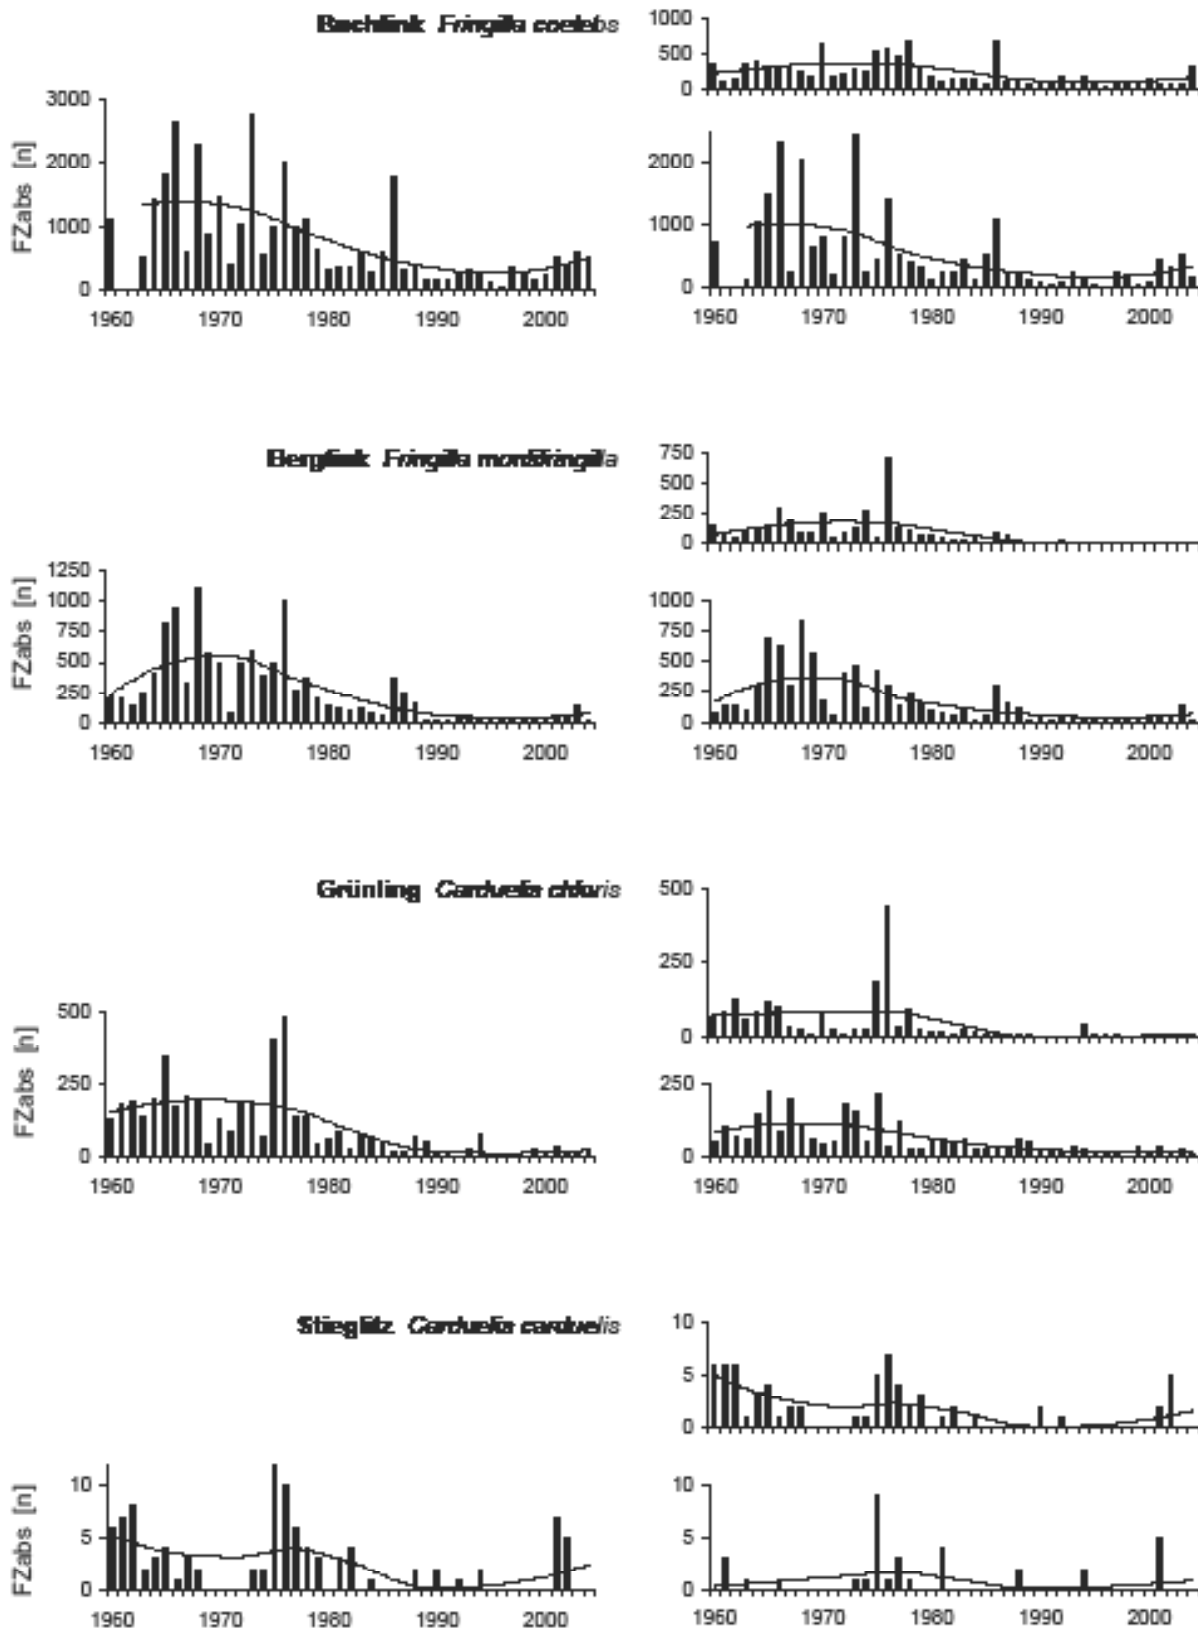 Buchfink Fringilla coelebs
1000
500
0
3000
2000
1000
0
FZabs [n]
1960 1970 1980 1990 2000
2000
1000
0
1960 1970 1980 1990 2000
Bergfink Fringilla montifringilla
750
500
250
0
1250
1000
750
500
250
0
FZabs [n]
1960 1970 1980 1990 2000
1000
750
500
250
0
1960 1970 1980 1990 2000
Grünling Carduelis chloris
500
250
0
500
250
0
FZabs [n]
1960 1970 1980 1990 2000
250
0
1960 1970 1980 1990 2000
Stieglitz Carduelis carduelis
10
5
0
10
5
0
FZabs [n]
1960 1970 1980 1990 2000
10
5
0
1960 1970 1980 1990 2000